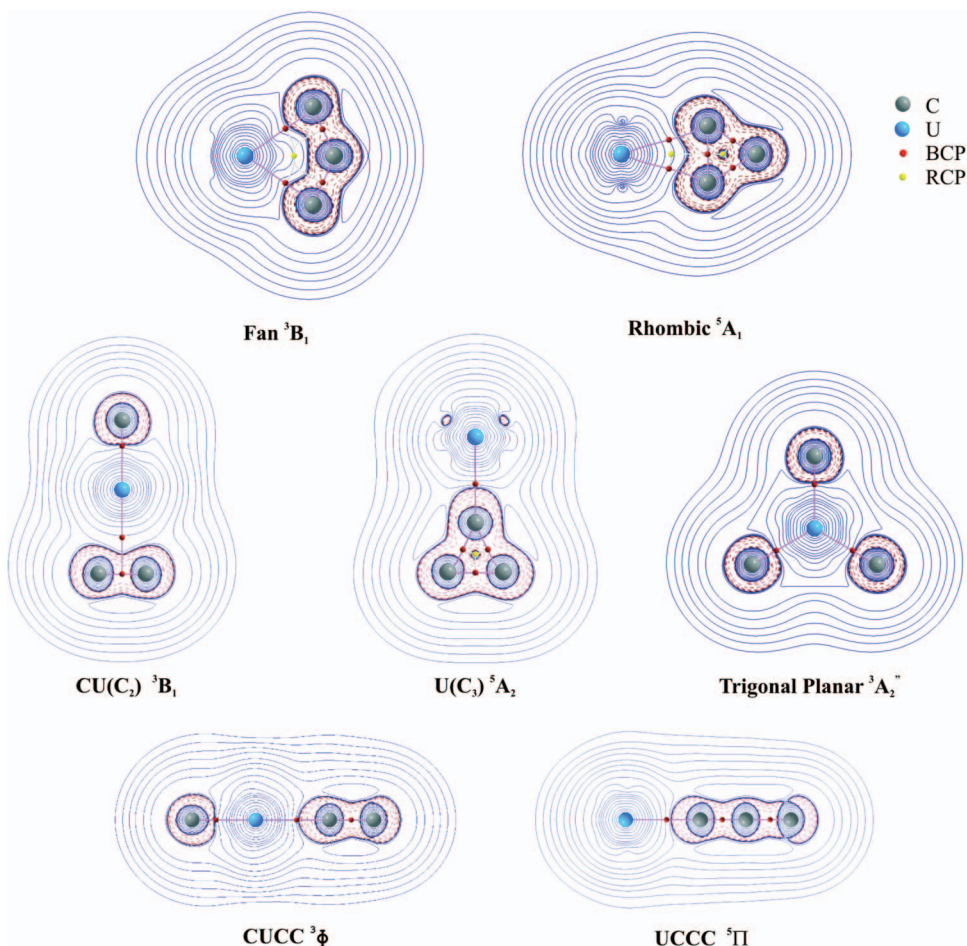 C
U
BCP
RCP
Fan ³B₁
Rhombic ⁵A₁
CU(C₂) ³B₁
U(C₃) ⁵A₂
Trigonal Planar ³A₂"
CUCC ³Φ
UCCC ⁵Π